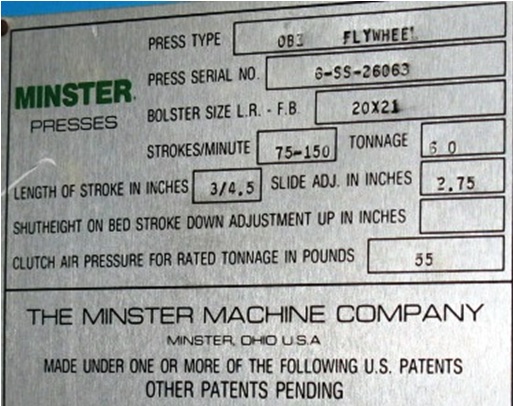 PRESS TYPE OBI FLYWHEEL
MINSTER
PRESSES
PRESS SERIAL NO. 6-SS-26063
BOLSTER SIZE L.R. - F.B. 20X21
STROKES/MINUTE 75-150 TONNAGE 60
LENGTH OF STROKE IN INCHES 3/4.5 SLIDE ADJ. IN INCHES 2.75
SHUTHEIGHT ON BED STROKE DOWN ADJUSTMENT UP IN INCHES
CLUTCH AIR PRESSURE FOR RATED TONNAGE IN POUNDS 55
THE MINSTER MACHINE COMPANY
MINSTER, OHIO U.S.A
MADE UNDER ONE OR MORE OF THE FOLLOWING U.S. PATENTS
OTHER PATENTS PENDING